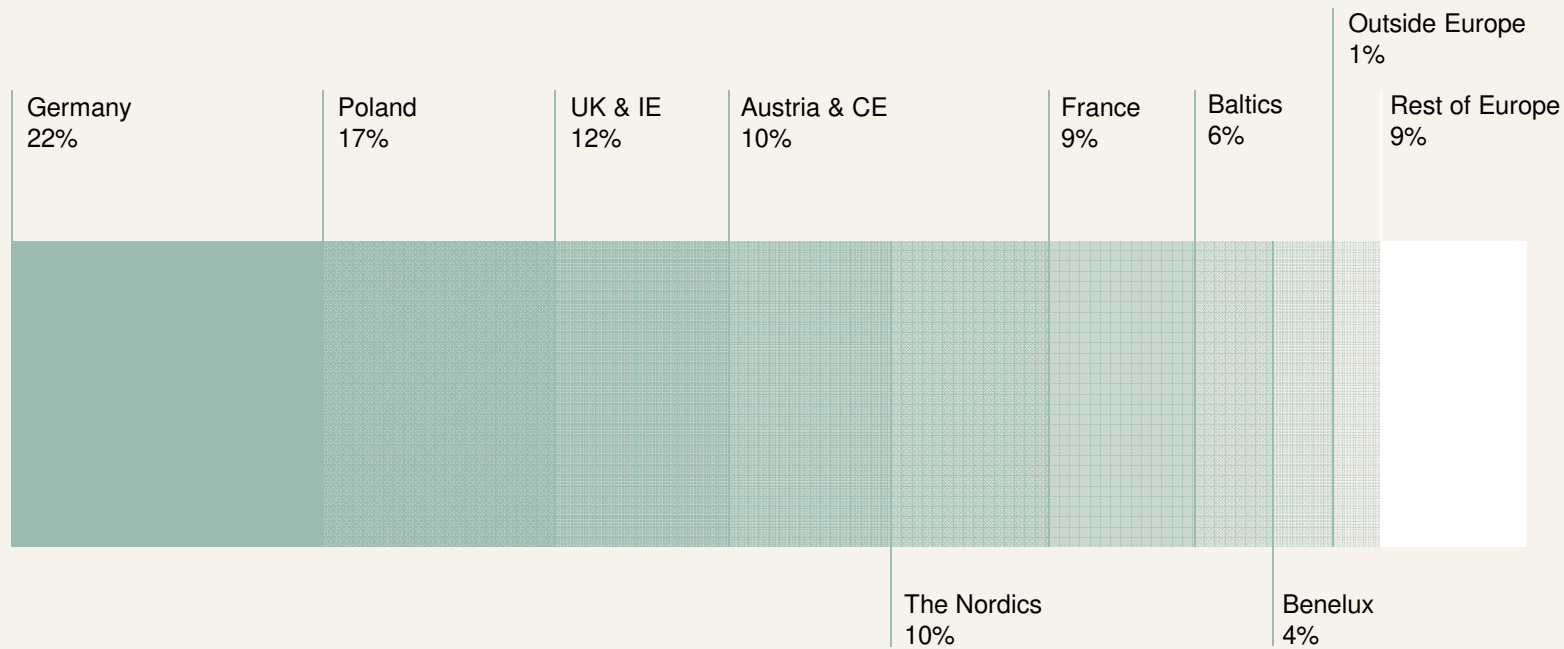 Outside Europe
1%
Germany
22%
Poland
17%
UK & IE
12%
Austria & CE
10%
France
9%
Baltics
6%
Rest of Europe
9%
The Nordics
10%
Benelux
4%